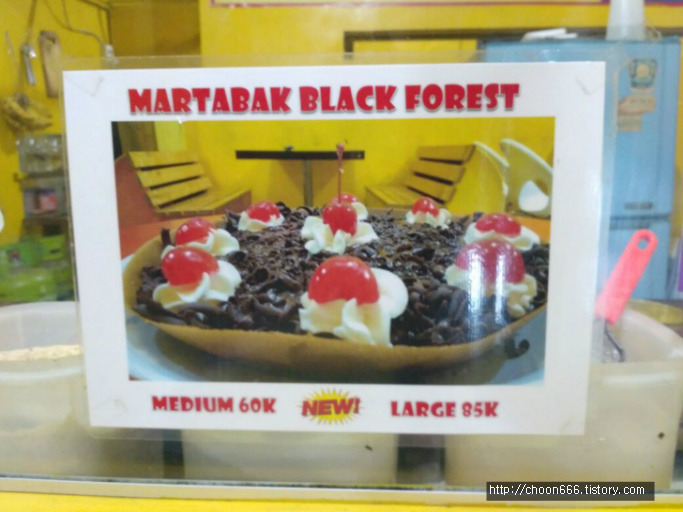 MARTABAK BLACK FOREST
MEDIUM 60K
NEW!
LARGE 85K
http://choon666.tistory.com